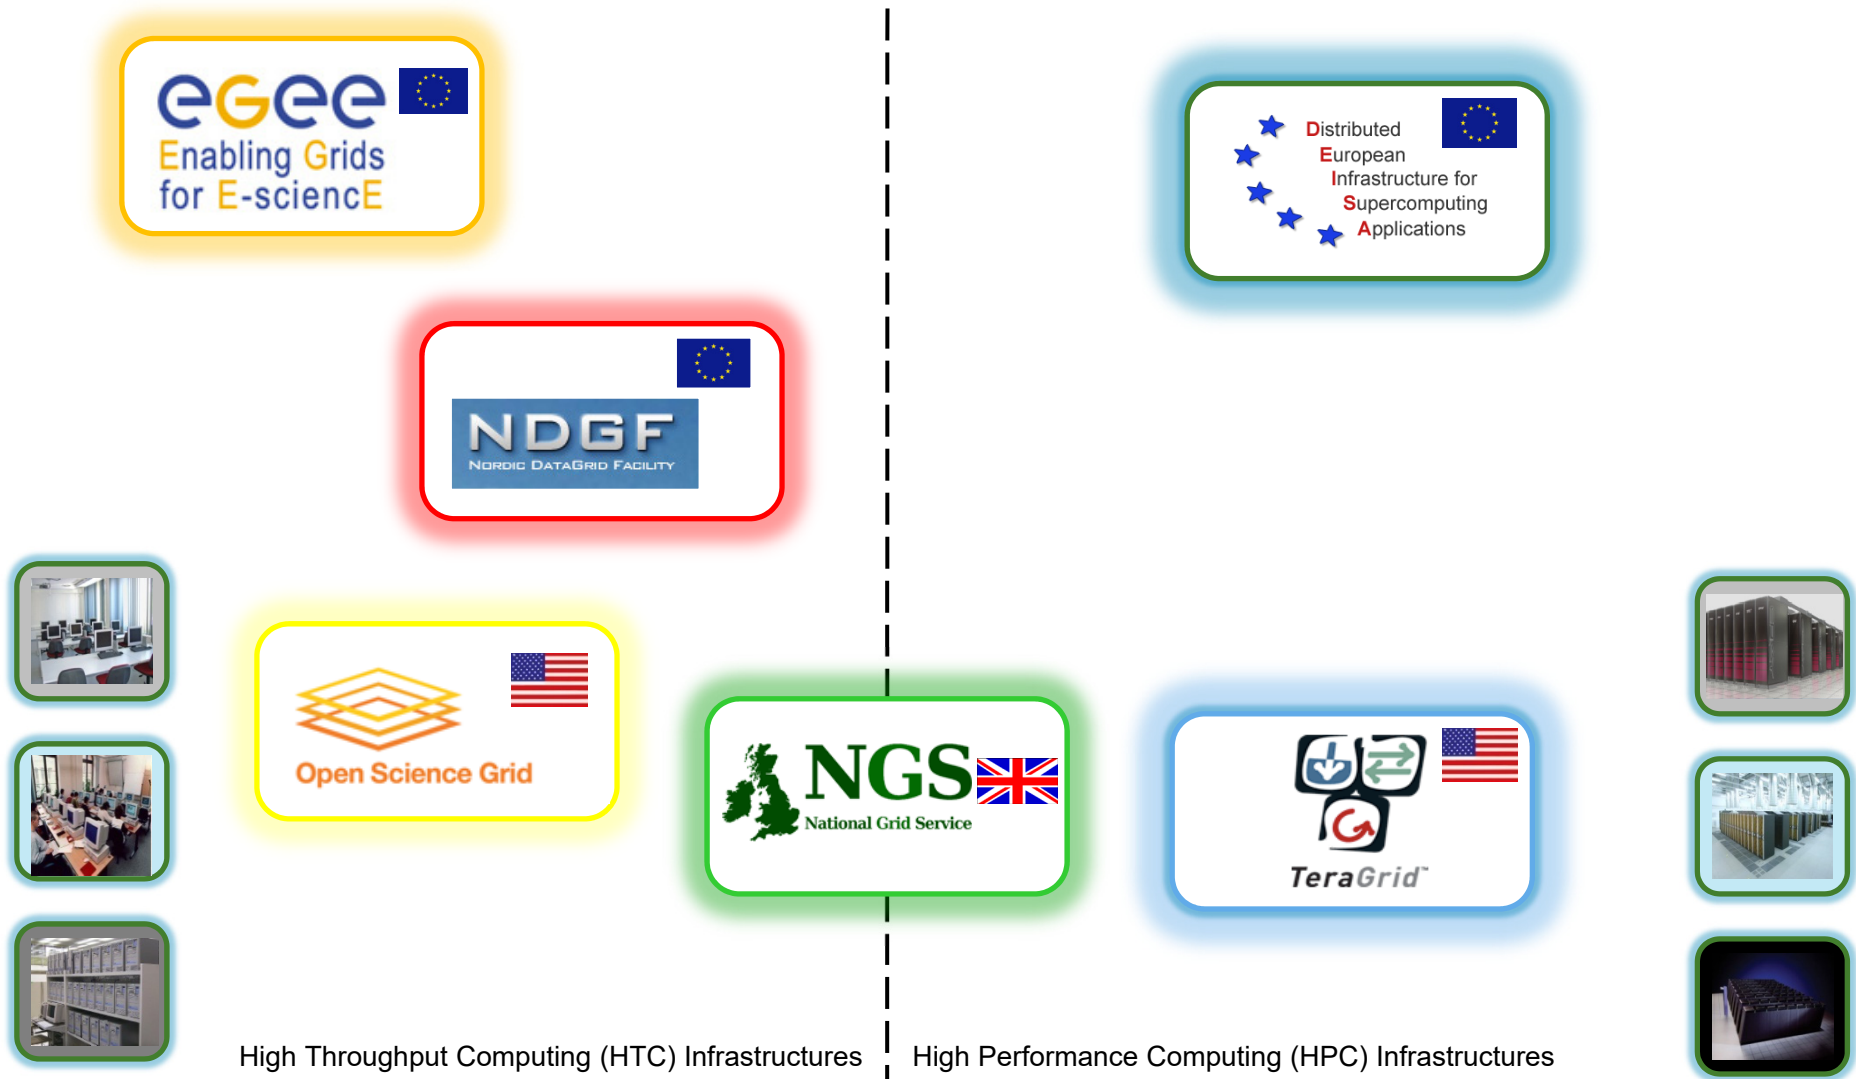 eGee
Enabling Grids
for E-sciencE
Distributed
European
Infrastructure for
Supercomputing
Applications
NDGF
Nordic DataGrid Facility
Open Science Grid
NGS
National Grid Service
TeraGrid™
High Throughput Computing (HTC) Infrastructures
High Performance Computing (HPC) Infrastructures